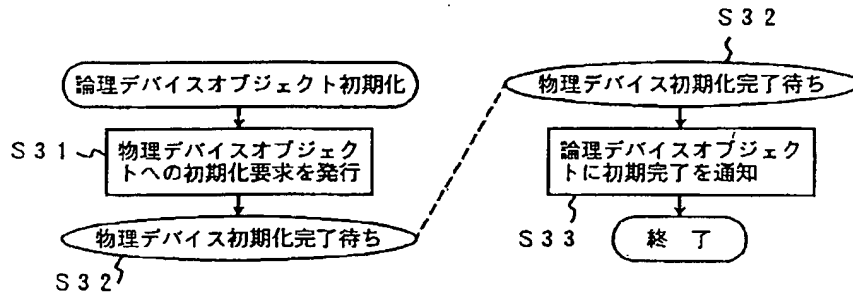 論理デバイスオブジェクト初期化
S31
物理デバイスオブジェク
トへの初期化要求を発行
物理デバイス初期化完了待ち
S32
S32
物理デバイス初期化完了待ち
論理デバイスオブジェク
トに初期完了を通知
S33
終 了